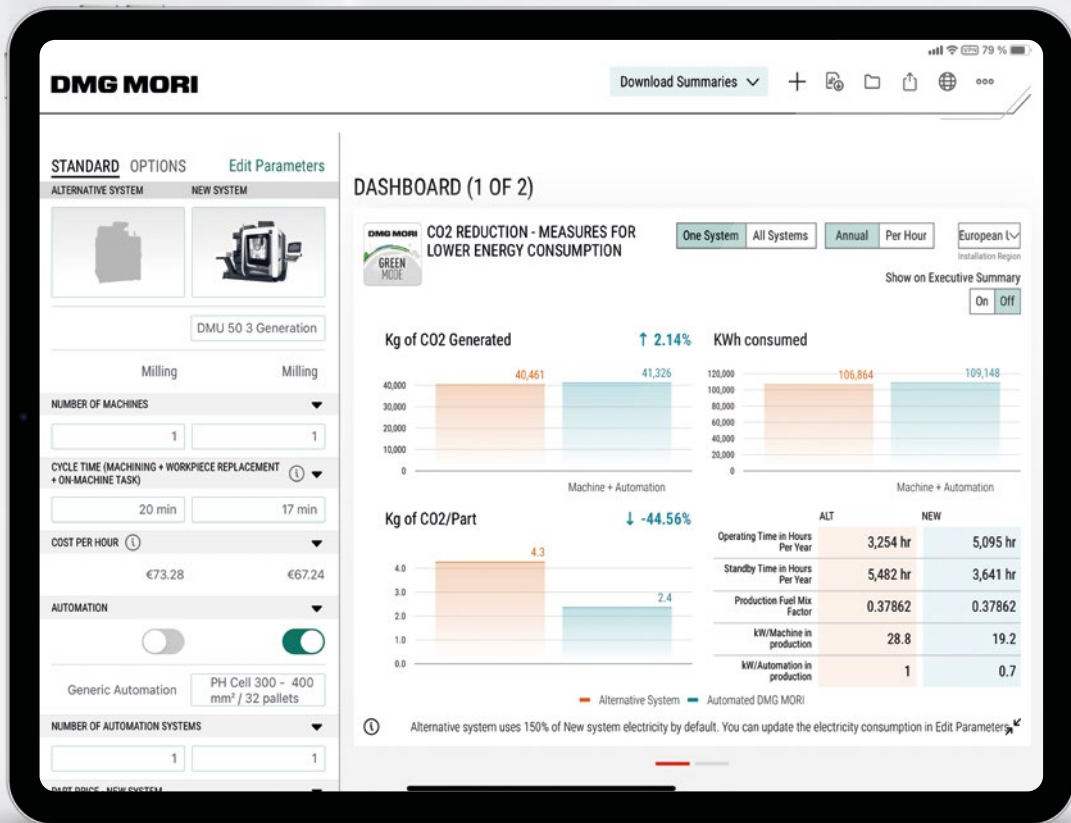 VPN 79 %
DMG MORI
Download Summaries
STANDARD OPTIONS Edit Parameters
ALTERNATIVE SYSTEM NEW SYSTEM
DMU 50 3 Generation
Milling Milling
NUMBER OF MACHINES
1 1
CYCLE TIME (MACHINING + WORKPIECE REPLACEMENT
+ ON-MACHINE TASK)
20 min 17 min
COST PER HOUR
€73.28 €67.24
AUTOMATION
Generic Automation
PH Cell 300 - 400
mm² / 32 pallets
NUMBER OF AUTOMATION SYSTEMS
1 1
PART PRICE - NEW SYSTEM
DASHBOARD (1 OF 2)
DMG MORI
GREEN
MODE
CO2 REDUCTION - MEASURES FOR
LOWER ENERGY CONSUMPTION
One System All Systems
Annual Per Hour
European
Installation Region
Show on Executive Summary
On Off
Kg of CO2 Generated ↑ 2.14%
40,461 41,326
40,000
30,000
20,000
10,000
0
Machine + Automation
KWh consumed
106,864 109,148
120,000
100,000
80,000
60,000
40,000
20,000
0
Machine + Automation
Kg of CO2/Part ↓ -44.56%
4.3
2.4
4.0
3.0
2.0
1.0
0.0
ALT NEW
Operating Time in Hours
Per Year
3,254 hr 5,095 hr
Standby Time in Hours
Per Year
5,482 hr 3,641 hr
Production Fuel Mix
Factor
0.37862 0.37862
kW/Machine in
production
28.8 19.2
kW/Automation in
production
1 0.7
Alternative System Automated DMG MORI
Alternative system uses 150% of New system electricity by default. You can update the electricity consumption in Edit Parameters